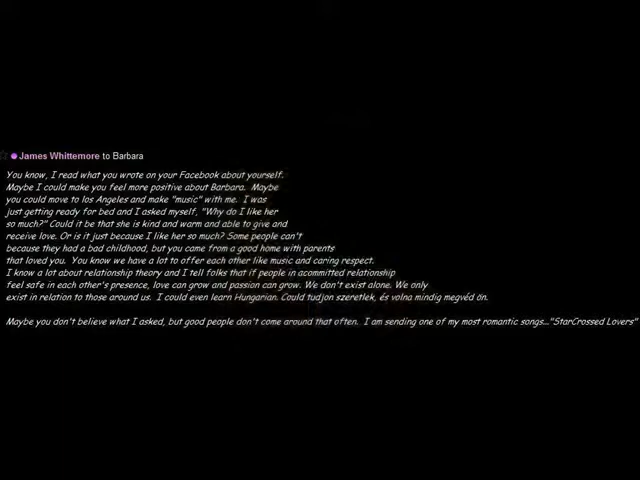 James Whittemore to Barbara
You know, I read what you wrote on your Facebook about yourself.
Maybe I could make you feel more positive about Barbara. Maybe
you could move to los Angeles and make "music" with me. I was
just getting ready for bed and I asked myself, "Why do I like her
so much?" Could it be that she is kind and warm and able to give and
receive love. Or is it just because I like her so much? Some people can't
because they had a bad childhood, but you came from a good home with parents
that loved you. You know we have a lot to offer each other like music and caring respect.
I know a lot about relationship theory and I tell folks that if people in acommitted relationship
feel safe in each other's presence, love can grow and passion can grow. We don't exist alone. We only
exist in relation to those around us. I could even learn Hungarian. Could tudjon szeretlek, és volna mindig megvéd ön.
Maybe you don't believe what I asked, but good people don't come around that often. I am sending one of my most romantic songs..."StarCrossed Lovers"